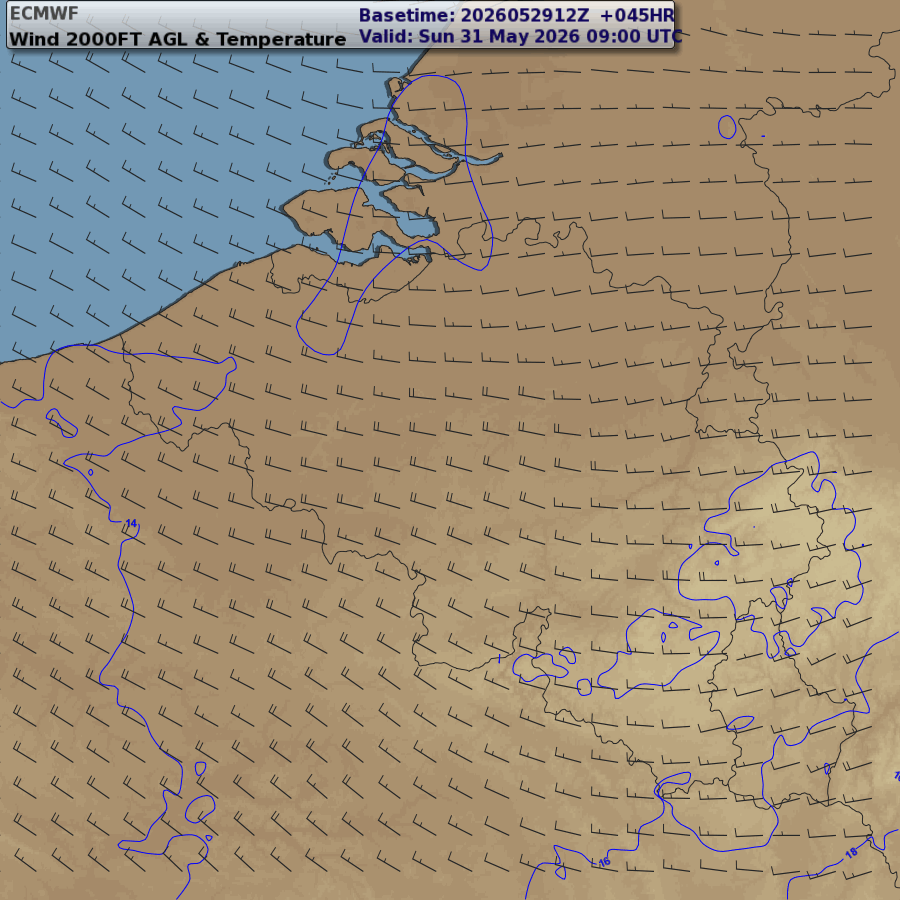 ECMWF
Wind 2000FT AGL & Temperature
Basetime: 2026052912Z +045HR
Valid: Sun 31 May 2026 09:00 UTC
14
16
18